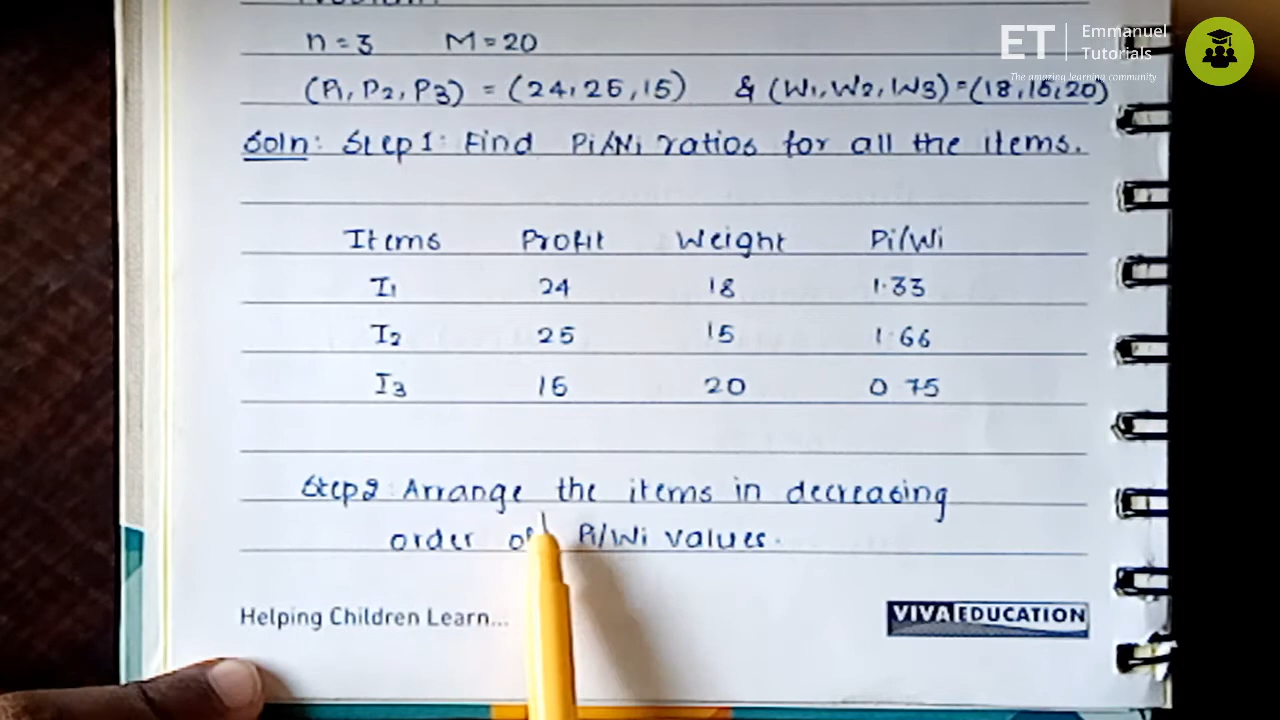 n = 3 M = 20
(P1, P2, P3) = (24, 25, 15) & (W1, W2, W3) = (18, 15, 20)
Soln: Step 1: Find Pi/Wi ratios for all the items.
Items Profit Weight Pi/Wi
I1 24 18 1.33
I2 25 15 1.66
I3 15 20 0.75
Step 2: Arrange the items in decreasing
order of Pi/Wi values.
Helping Children Learn...
VIVA EDUCATION
ET Emmanuel
Tutorials
The amazing learning community